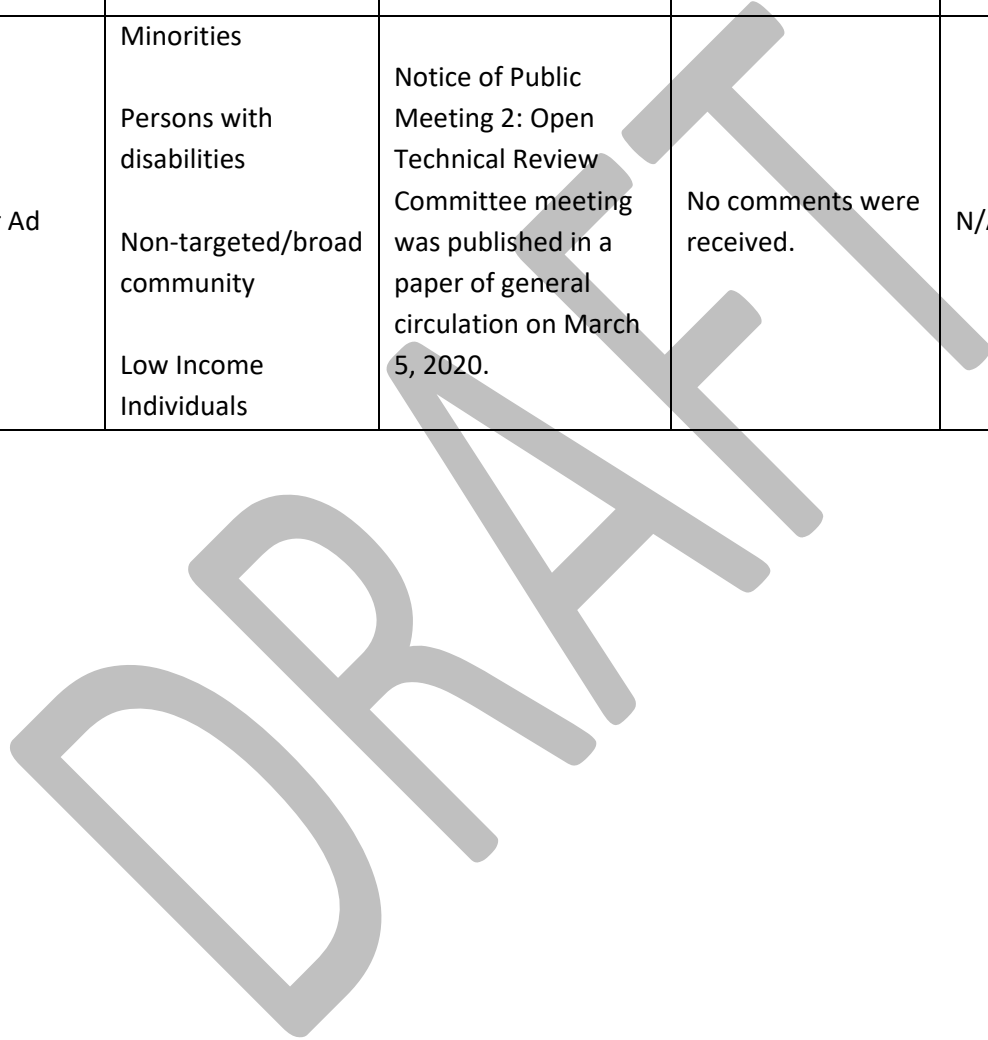 Ad
Minorities
Persons with
disabilities
Non-targeted/broad
community
Low Income
Individuals
Notice of Public
Meeting 2: Open
Technical Review
Committee meeting
was published in a
paper of general
circulation on March
5, 2020.
No comments were
received.
DRAFT